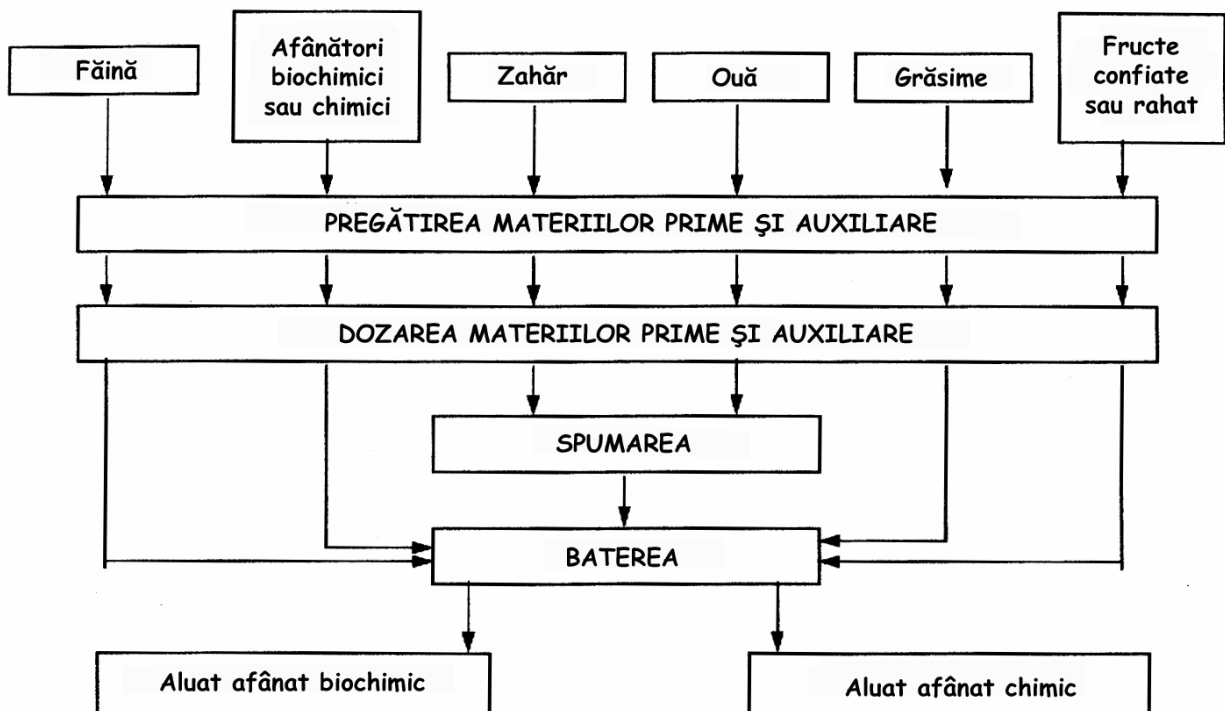 Făină
Afânători
biochimici
sau chimici
Zahăr
Ouă
Grăsime
Fructe
confiate
sau rahat
PREGĂTIREA MATERIILOR PRIME ŞI AUXILIARE
DOZAREA MATERIILOR PRIME ŞI AUXILIARE
SPUMAREA
BATEREA
Aluat afânat biochimic
Aluat afânat chimic